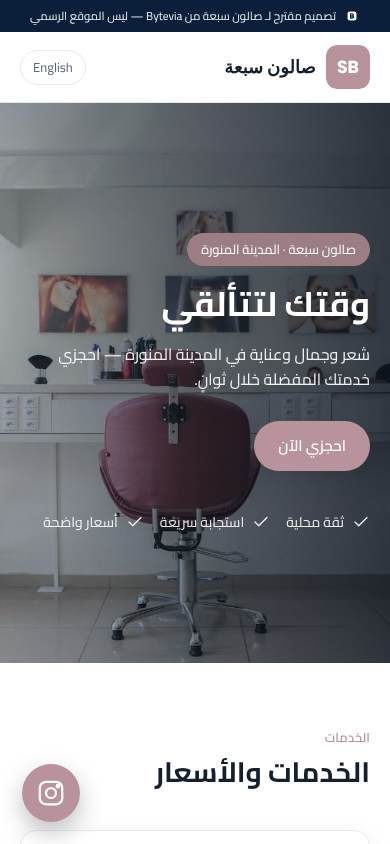 تصميم مقترح لـ صالون سبعة من Bytevia — ليس الموقع الرسمي
SB
صالون سبعة
English
صالون سبعة · المدينة المنورة
وقتك لتتألقي
شعر وجمال وعناية في المدينة المنورة — احجزي
خدمتك المفضلة خلال ثوانٍ.
احجزي الآن
ثقة محلية
استجابة سريعة
أسعار واضحة
الخدمات
الخدمات والأسعار